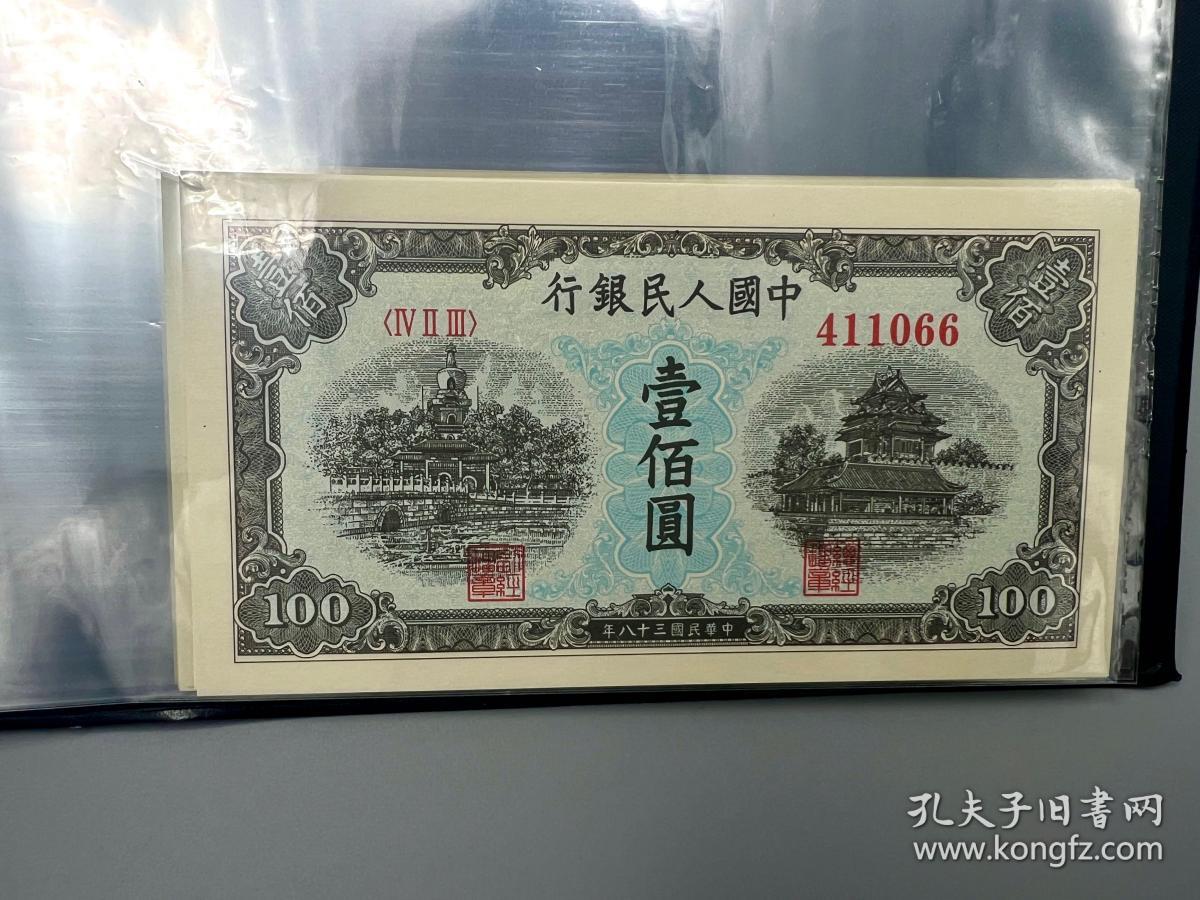 中國人民銀行
壹佰
壹佰
〈IV II III〉
411066
壹佰圓
100
100
中華民國三十八年
孔夫子旧书网
www.kongfz.com